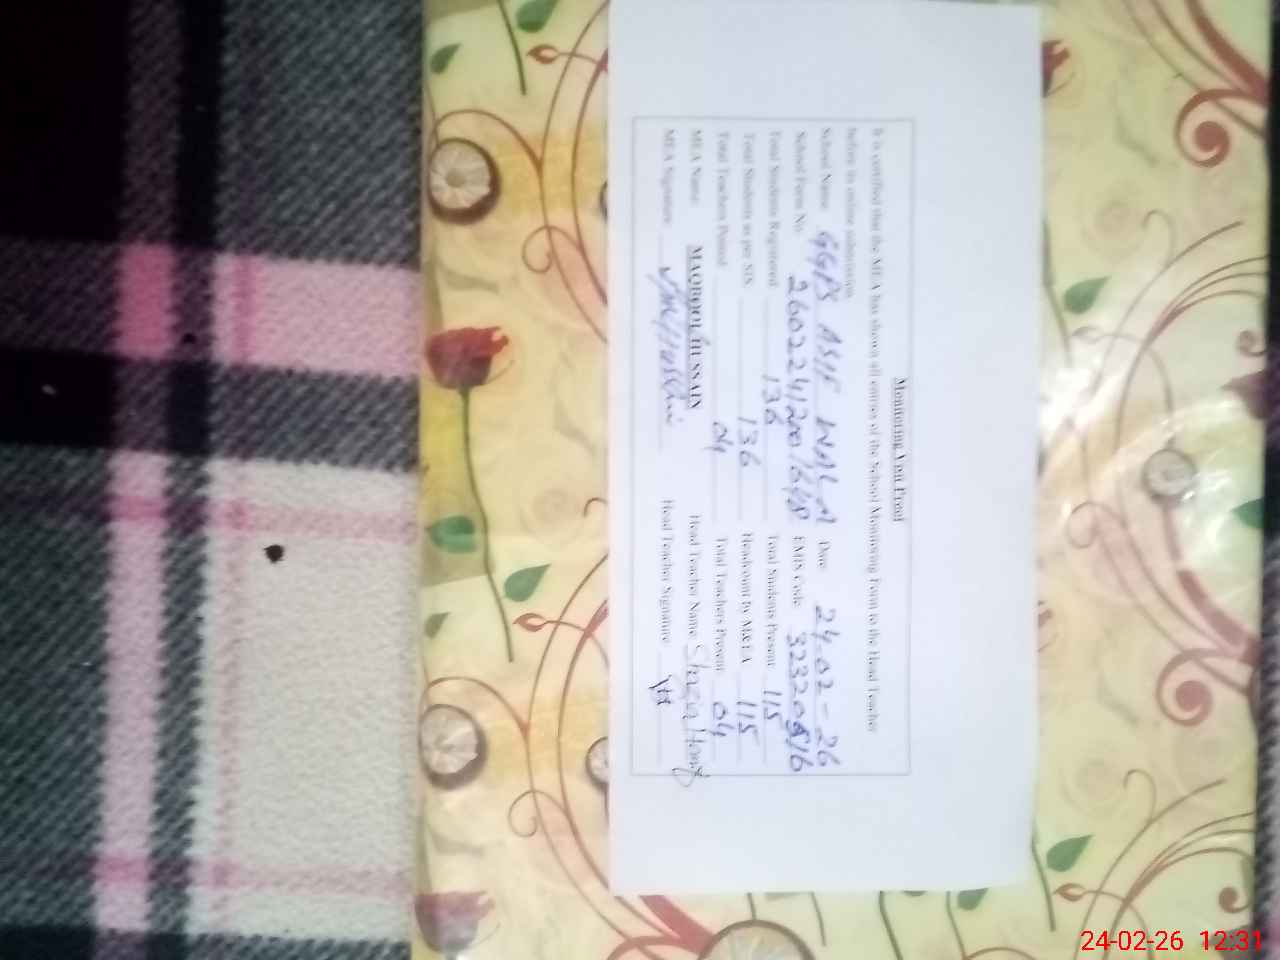 Monitoring Visit Proof
It is certified that the MEA has shown all entries of the School Monitoring Form to the Head Teacher
before its online submission.
School Name GGPS ASIF WALA Date 24-02-26
School Form No. EMIS Code
Total Students Registered 136 Total Students Present 115
Total Students as per SIS 136 Headcount by MEA 115
Total Teachers Posted 04 Total Teachers Present 04
MEA Name MAQBOOL HUSSAIN Head Teacher Name
MEA Signature Head Teacher Signature
24-02-26 12:31